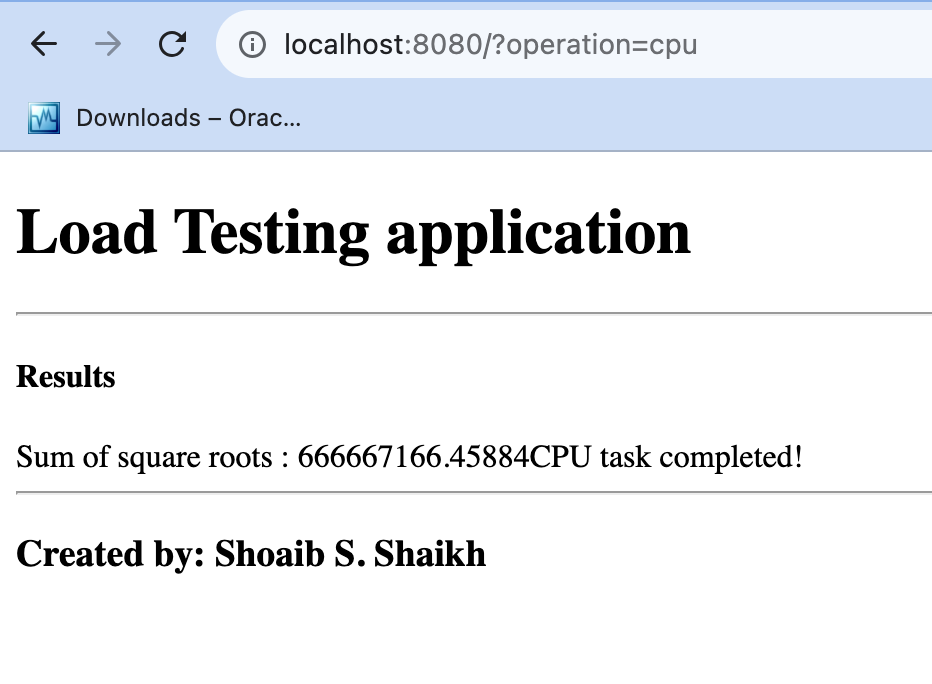 localhost:8080/?operation=cpu
Downloads – Orac...
Load Testing application
Results
Sum of square roots : 666667166.45884CPU task completed!
Created by: Shoaib S. Shaikh